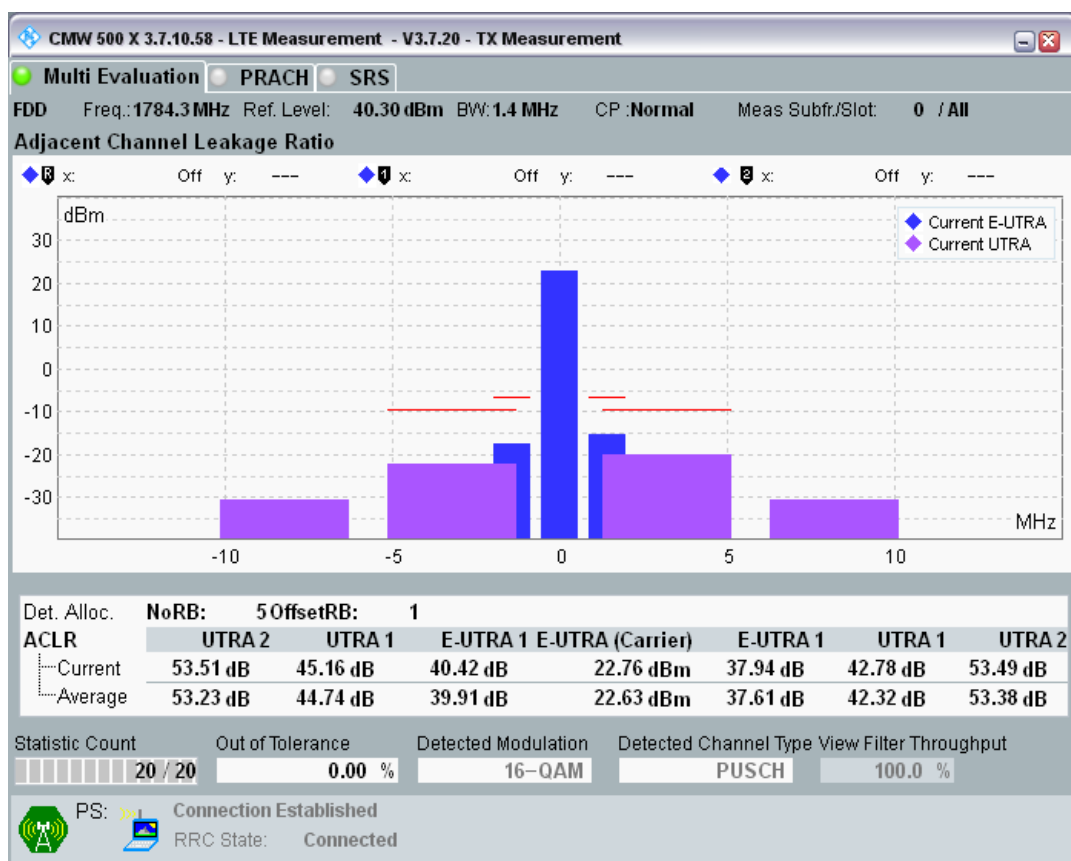 CMW 500 X 3.7.10.58 - LTE Measurement - V3.7.20 - TX Measurement
Multi Evaluation PRACH SRS
FDD Freq.: 1784.3 MHz Ref. Level: 40.30 dBm BW: 1.4 MHz CP :Normal Meas Subfr./Slot: 0 / All
Adjacent Channel Leakage Ratio
R x: Off y: --- 1 x: Off y: --- 2 x: Off y: ---
dBm
Current E-UTRA
Current UTRA
30
20
10
0
-10
-20
-30
MHz
-10 -5 0 5 10
Det. Alloc. NoRB: 5 OffsetRB: 1
ACLR UTRA 2 UTRA 1 E-UTRA 1 E-UTRA (Carrier) E-UTRA 1 UTRA 1 UTRA 2
Current 53.51 dB 45.16 dB 40.42 dB 22.76 dBm 37.94 dB 42.78 dB 53.49 dB
Average 53.23 dB 44.74 dB 39.91 dB 22.63 dBm 37.61 dB 42.32 dB 53.38 dB
Statistic Count Out of Tolerance Detected Modulation Detected Channel Type View Filter Throughput
20 / 20 0.00 % 16-QAM PUSCH 100.0 %
PS: Connection Established
RRC State: Connected